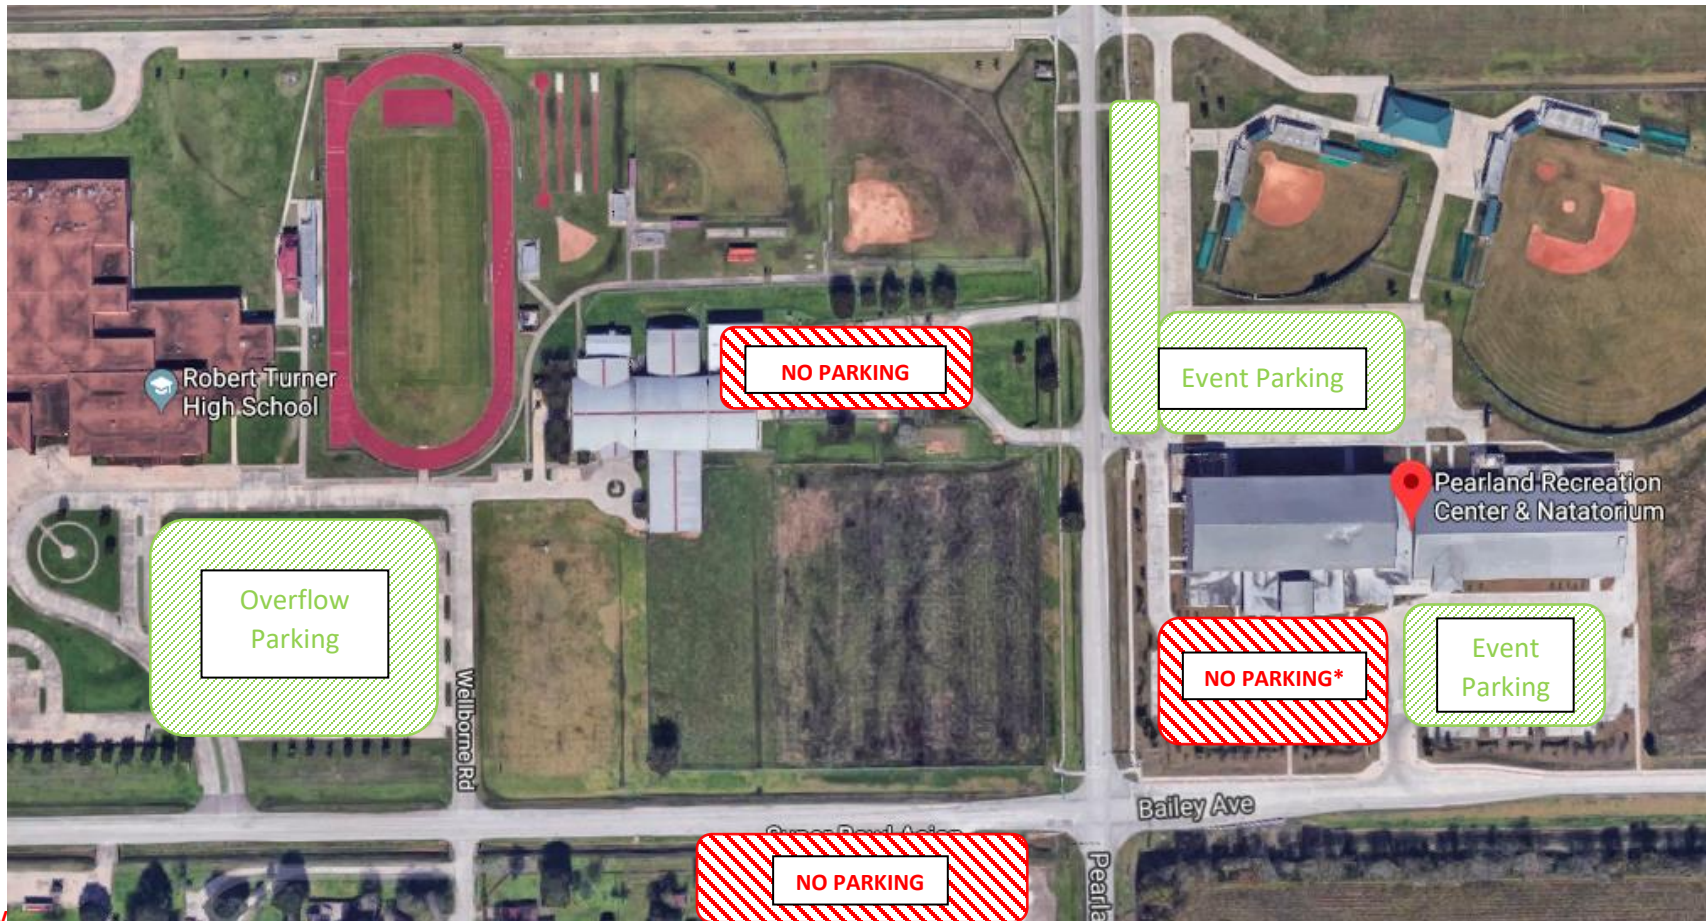 NO PARKING
Event Parking
Robert Turner
High School
Pearland Recreation
Center & Natatorium
Overflow
Parking
Event
Parking
NO PARKING*
Wellborne Rd
Bailey Ave
NO PARKING
Pearla